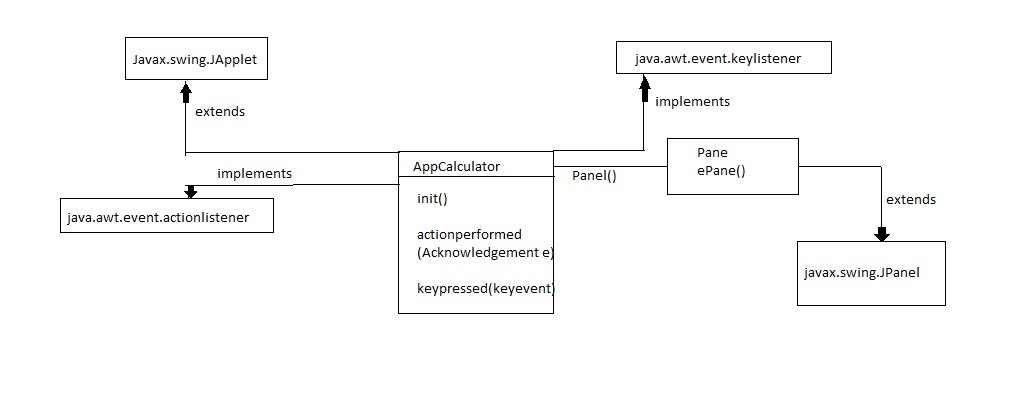 Javax.swing.JApplet
java.awt.event.keylistener
extends
implements
Pane
ePane()
AppCalculator
implements
Panel()
init()
extends
java.awt.event.actionlistener
actionperformed
(Acknowledgement e)
javax.swing.JPanel
keypressed(keyevent)